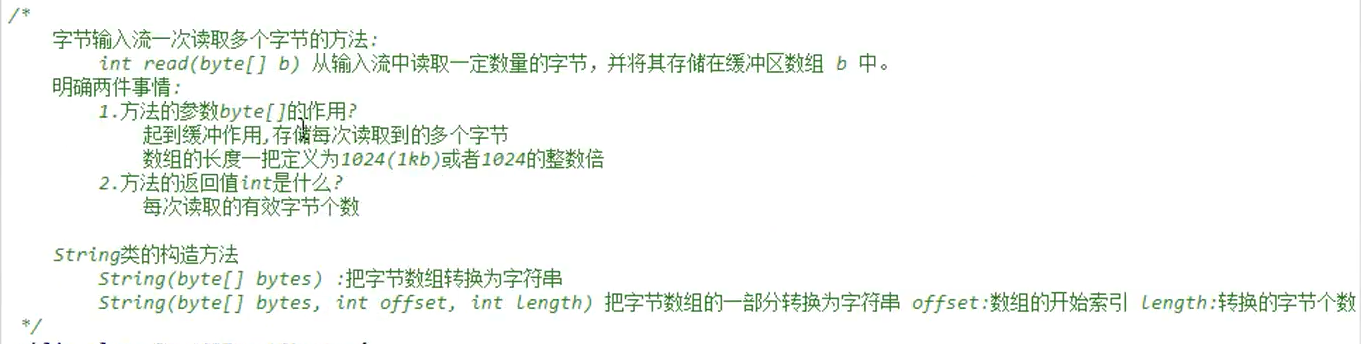 /*
字节输入流一次读取多个字节的方法:
int read(byte[] b) 从输入流中读取一定数量的字节，并将其存储在缓冲区数组 b 中。
明确两件事情:
1.方法的参数byte[]的作用?
起到缓冲作用,存储每次读取到的多个字节
数组的长度一把定义为1024(1kb)或者1024的整数倍
2.方法的返回值int是什么?
每次读取的有效字节个数
String类的构造方法
String(byte[] bytes) :把字节数组转换为字符串
String(byte[] bytes, int offset, int length) 把字节数组的一部分转换为字符串 offset:数组的开始索引 length:转换的字节个数
*/